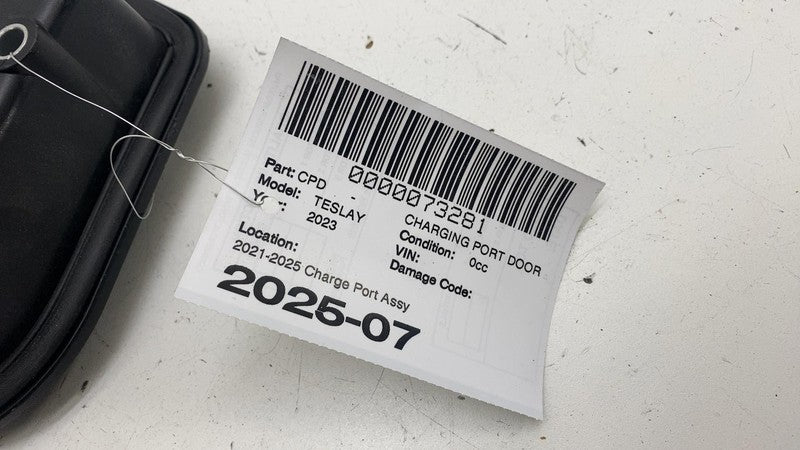 0000073281
Part: CPD - CHARGING PORT DOOR
Model: TESLAY Condition: 0cc
2023 VIN:
Damage Code:
Location:
2021-2025 Charge Port Assy
2025-07